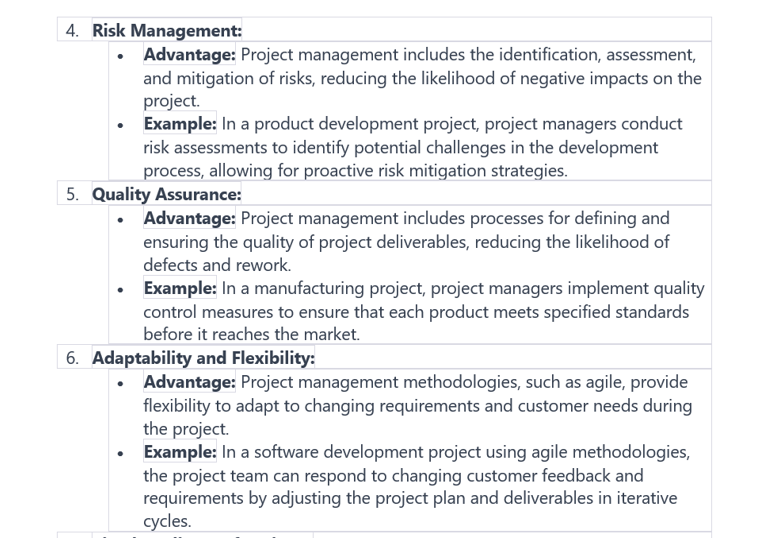 4. Risk Management:
• Advantage: Project management includes the identification, assessment,
and mitigation of risks, reducing the likelihood of negative impacts on the
project.
• Example: In a product development project, project managers conduct
risk assessments to identify potential challenges in the development
process, allowing for proactive risk mitigation strategies.
5. Quality Assurance:
• Advantage: Project management includes processes for defining and
ensuring the quality of project deliverables, reducing the likelihood of
defects and rework.
• Example: In a manufacturing project, project managers implement quality
control measures to ensure that each product meets specified standards
before it reaches the market.
6. Adaptability and Flexibility:
• Advantage: Project management methodologies, such as agile, provide
flexibility to adapt to changing requirements and customer needs during
the project.
• Example: In a software development project using agile methodologies,
the project team can respond to changing customer feedback and
requirements by adjusting the project plan and deliverables in iterative
cycles.